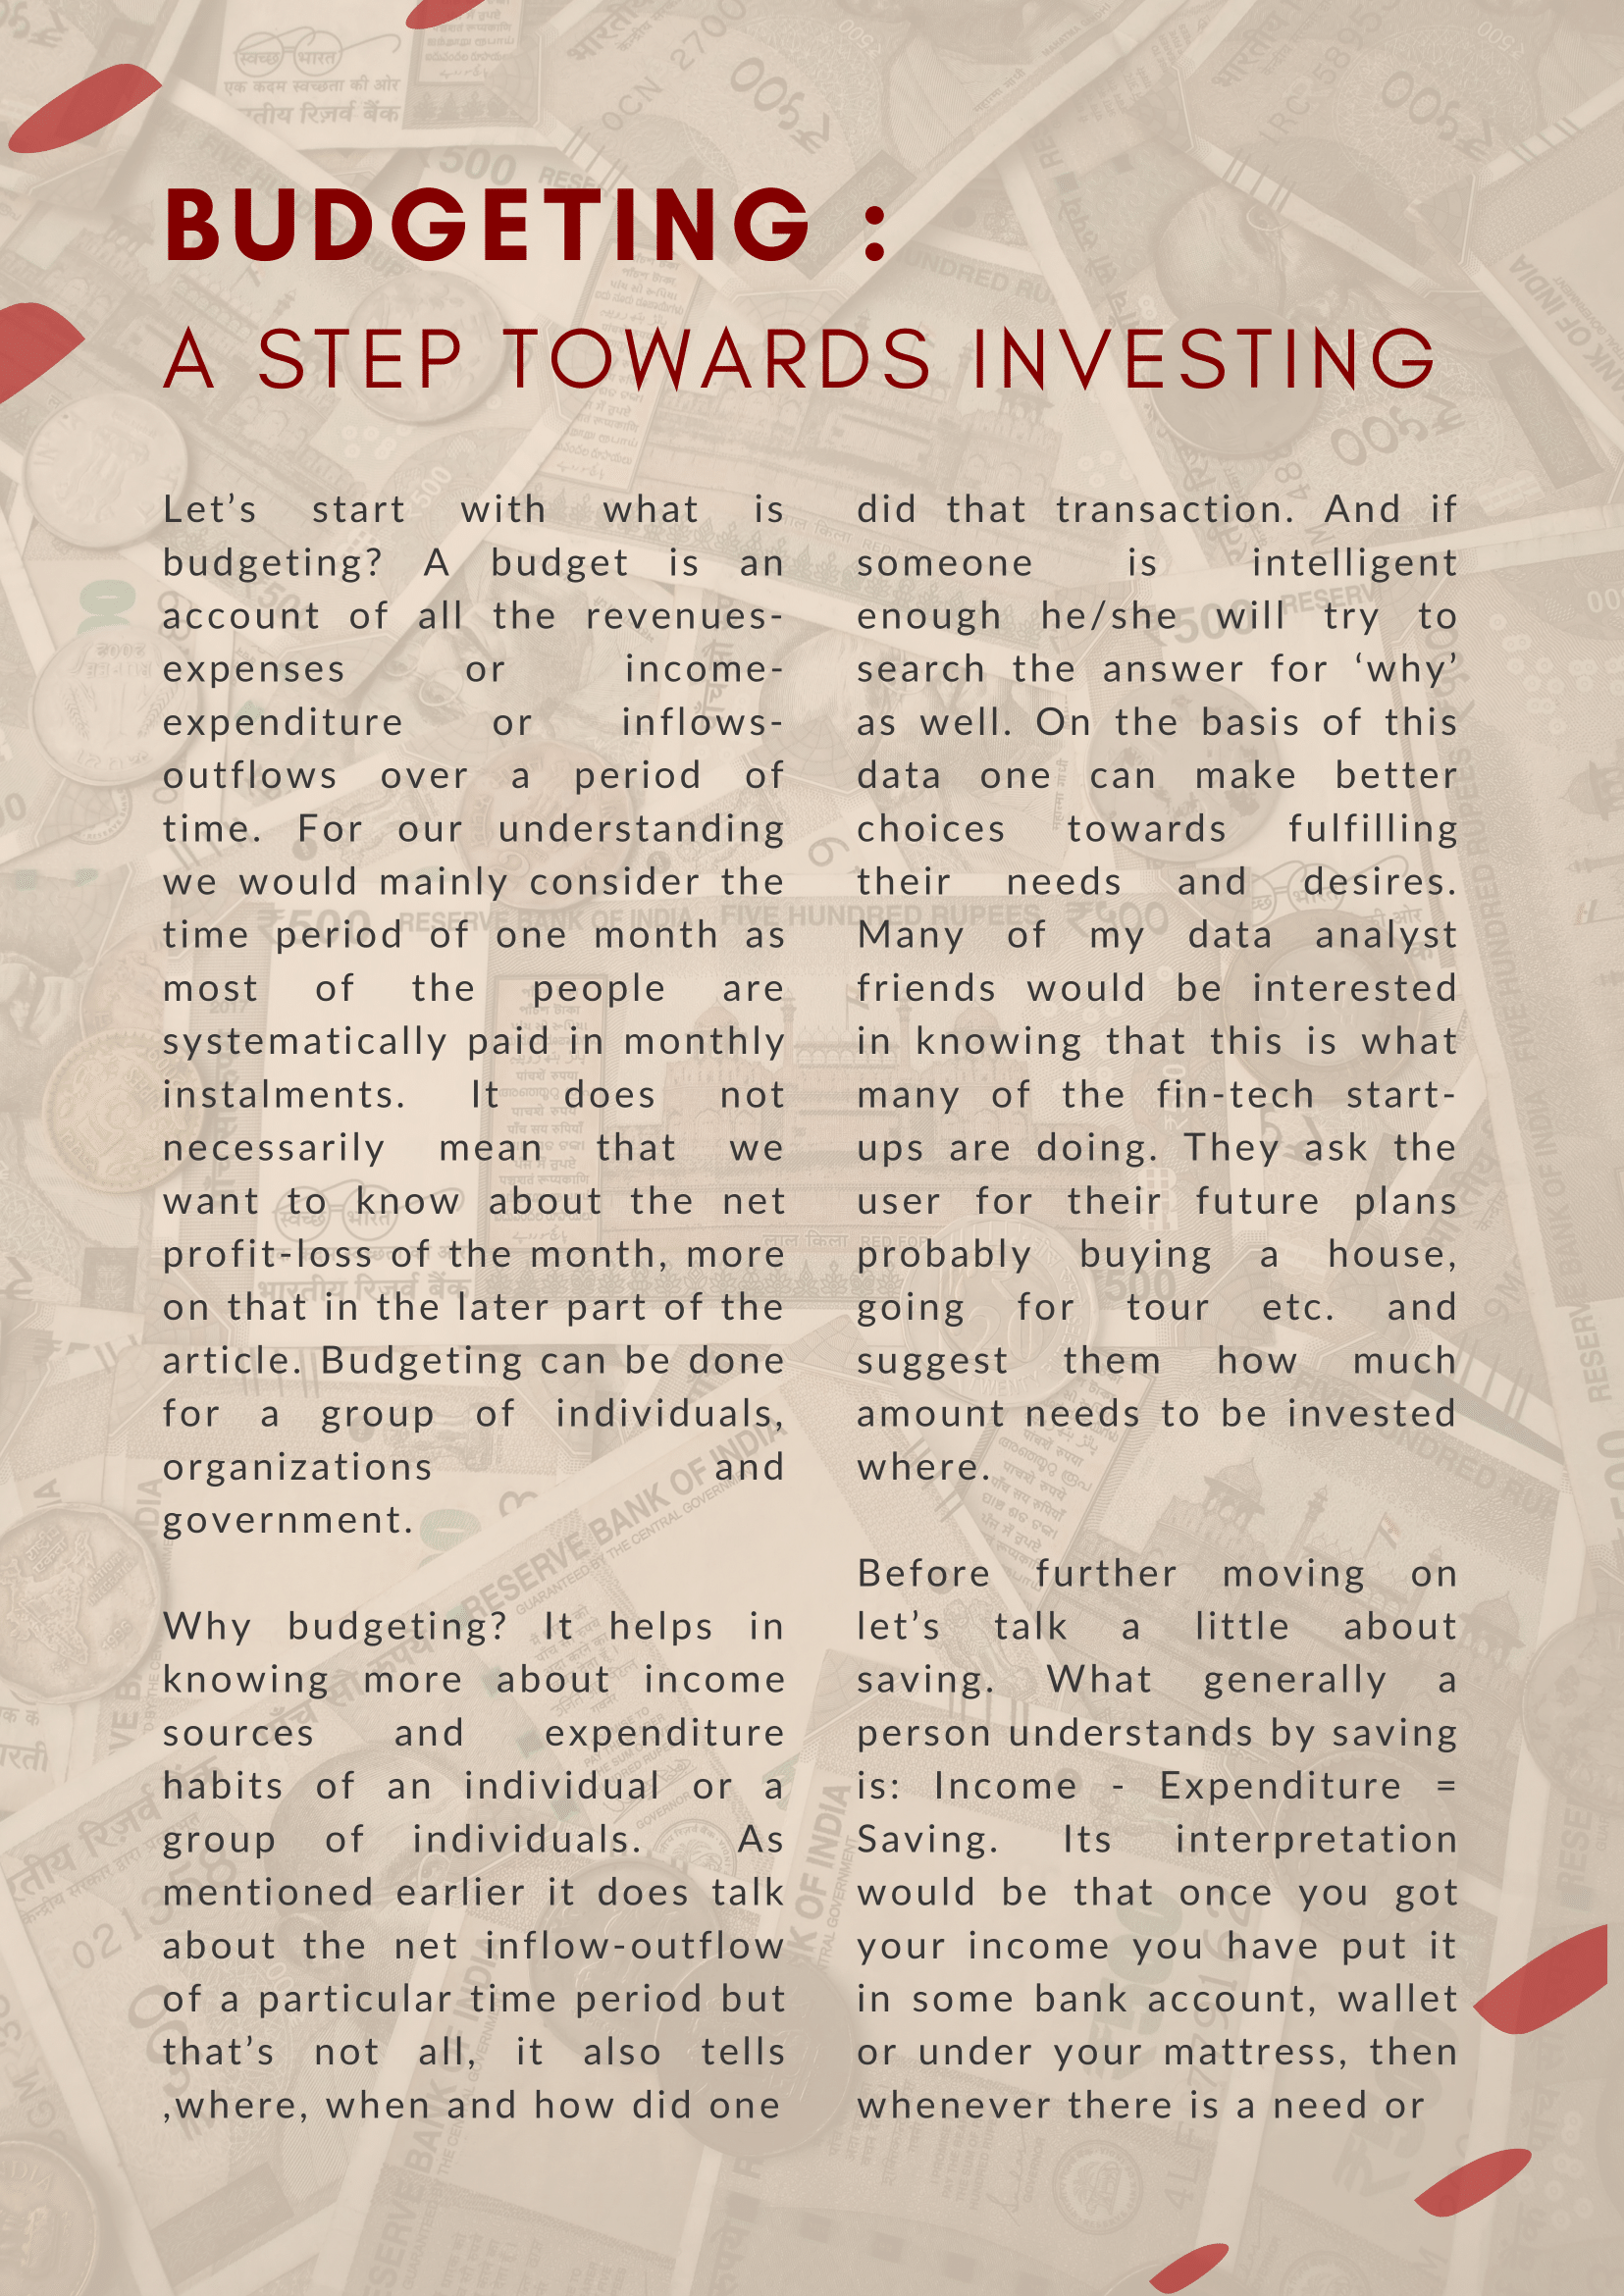 BUDGETING :
A STEP TOWARDS INVESTING
Let’s start with what is
budgeting? A budget is an
account of all the revenues-
expenses or income-
expenditure or inflows-
outflows over a period of
time. For our understanding
we would mainly consider the
time period of one month as
most of the people are
systematically paid in monthly
instalments. It does not
necessarily mean that we
want to know about the net
profit-loss of the month, more
on that in the later part of the
article. Budgeting can be done
for a group of individuals,
organizations and
government.
Why budgeting? It helps in
knowing more about income
sources and expenditure
habits of an individual or a
group of individuals. As
mentioned earlier it does talk
about the net inflow-outflow
of a particular time period but
that’s not all, it also tells
,where, when and how did one
did that transaction. And if
someone is intelligent
enough he/she will try to
search the answer for ‘why’
as well. On the basis of this
data one can make better
choices towards fulfilling
their needs and desires.
Many of my data analyst
friends would be interested
in knowing that this is what
many of the fin-tech start-
ups are doing. They ask the
user for their future plans
probably buying a house,
going for tour etc. and
suggest them how much
amount needs to be invested
where.
Before further moving on
let’s talk a little about
saving. What generally a
person understands by saving
is: Income - Expenditure =
Saving. Its interpretation
would be that once you got
your income you have put it
in some bank account, wallet
or under your mattress, then
whenever there is a need or